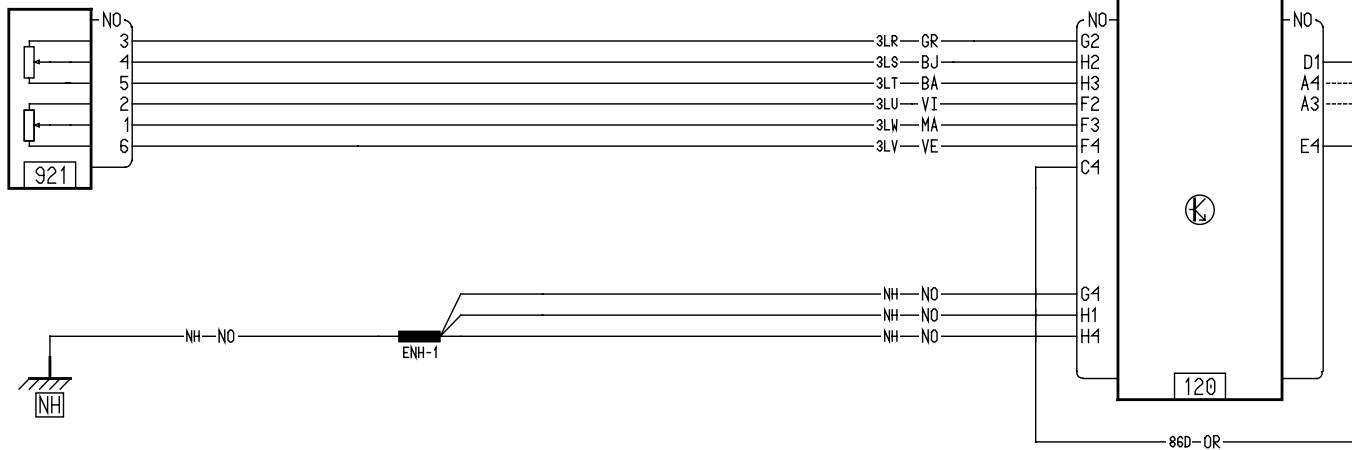 NO NO NO
3 3LR GR G2
4 3LS BJ H2 D1
5 3LT BA H3 A4
2 3LU VI F2 A3
1 3LW MA F3
6 3LV VE F4 E4
C4
921
NH NO G4
NH NO H1
NH NO NH NO H4
ENH-1
120
NH
86D OR